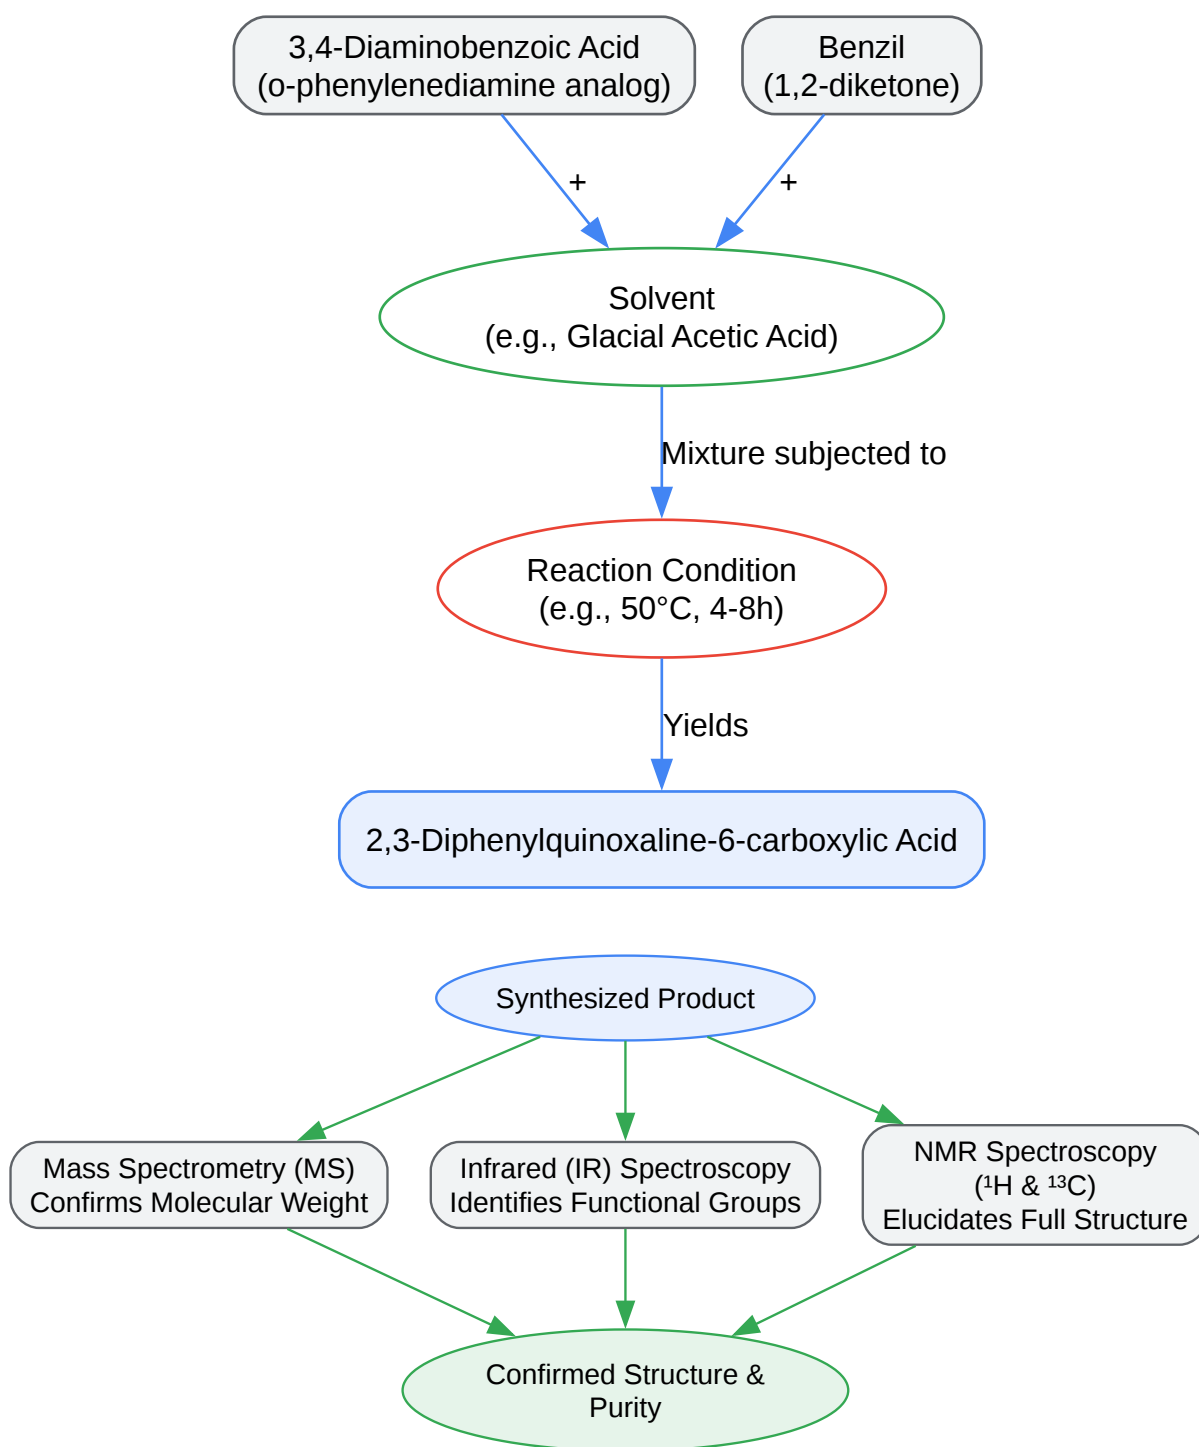 3,4-Diaminobenzoic Acid
(o-phenylenediamine analog)
Benzil
(1,2-diketone)
+
+
Solvent
(e.g., Glacial Acetic Acid)
Mixture subjected to
Reaction Condition
(e.g., 50°C, 4-8h)
Yields
2,3-Diphenylquinoxaline-6-carboxylic Acid
Synthesized Product
Mass Spectrometry (MS)
Confirms Molecular Weight
Infrared (IR) Spectroscopy
Identifies Functional Groups
NMR Spectroscopy
(¹H & ¹³C)
Elucidates Full Structure
Confirmed Structure &
Purity